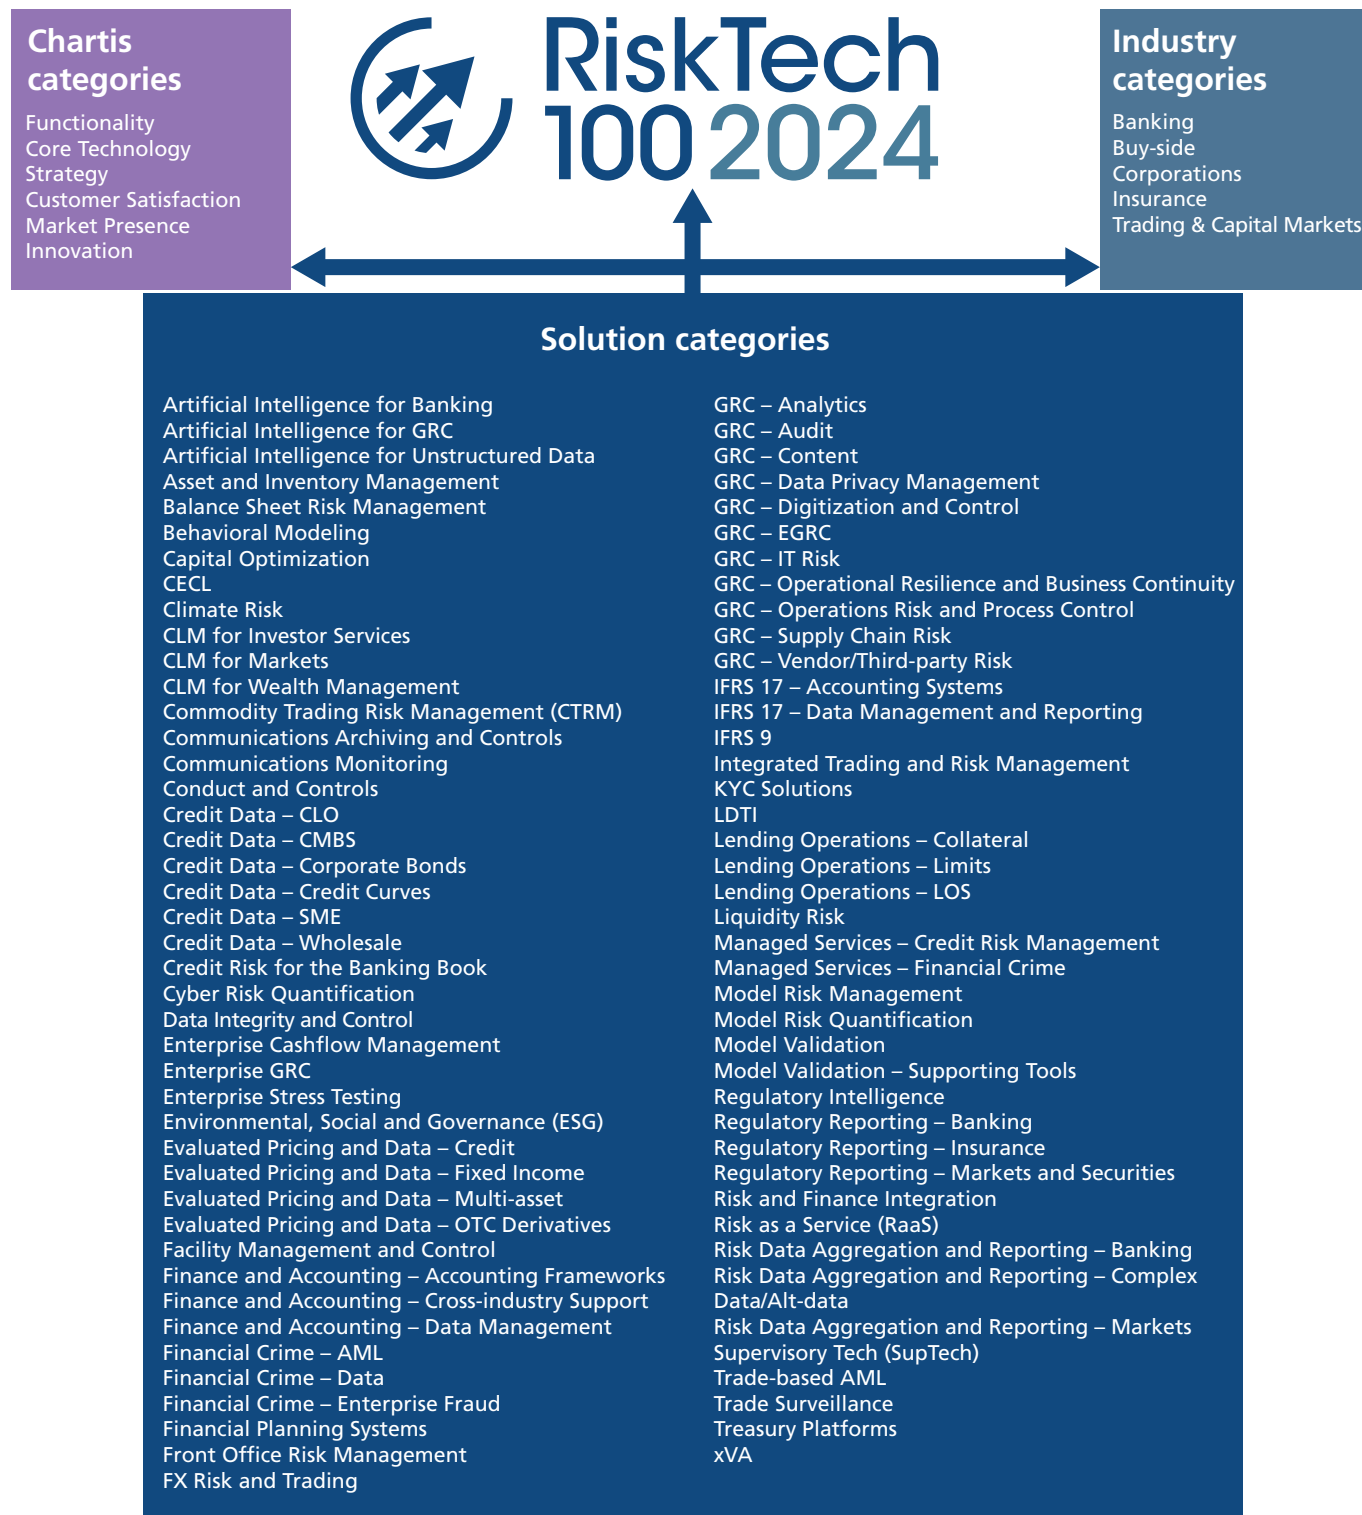 Chartis
categories
Functionality
Core Technology
Strategy
Customer Satisfaction
Market Presence
Innovation
RiskTech
100 2024
Industry
categories
Banking
Buy-side
Corporations
Insurance
Trading & Capital Markets
Solution categories
Artificial Intelligence for Banking
Artificial Intelligence for GRC
Artificial Intelligence for Unstructured Data
Asset and Inventory Management
Balance Sheet Risk Management
Behavioral Modeling
Capital Optimization
CECL
Climate Risk
CLM for Investor Services
CLM for Markets
CLM for Wealth Management
Commodity Trading Risk Management (CTRM)
Communications Archiving and Controls
Communications Monitoring
Conduct and Controls
Credit Data – CLO
Credit Data – CMBS
Credit Data – Corporate Bonds
Credit Data – Credit Curves
Credit Data – SME
Credit Data – Wholesale
Credit Risk for the Banking Book
Cyber Risk Quantification
Data Integrity and Control
Enterprise Cashflow Management
Enterprise GRC
Enterprise Stress Testing
Environmental, Social and Governance (ESG)
Evaluated Pricing and Data – Credit
Evaluated Pricing and Data – Fixed Income
Evaluated Pricing and Data – Multi-asset
Evaluated Pricing and Data – OTC Derivatives
Facility Management and Control
Finance and Accounting – Accounting Frameworks
Finance and Accounting – Cross-industry Support
Finance and Accounting – Data Management
Financial Crime – AML
Financial Crime – Data
Financial Crime – Enterprise Fraud
Financial Planning Systems
Front Office Risk Management
FX Risk and Trading
GRC – Analytics
GRC – Audit
GRC – Content
GRC – Data Privacy Management
GRC – Digitization and Control
GRC – EGRC
GRC – IT Risk
GRC – Operational Resilience and Business Continuity
GRC – Operations Risk and Process Control
GRC – Supply Chain Risk
GRC – Vendor/Third-party Risk
IFRS 17 – Accounting Systems
IFRS 17 – Data Management and Reporting
IFRS 9
Integrated Trading and Risk Management
KYC Solutions
LDTI
Lending Operations – Collateral
Lending Operations – Limits
Lending Operations – LOS
Liquidity Risk
Managed Services – Credit Risk Management
Managed Services – Financial Crime
Model Risk Management
Model Risk Quantification
Model Validation
Model Validation – Supporting Tools
Regulatory Intelligence
Regulatory Reporting – Banking
Regulatory Reporting – Insurance
Regulatory Reporting – Markets and Securities
Risk and Finance Integration
Risk as a Service (RaaS)
Risk Data Aggregation and Reporting – Banking
Risk Data Aggregation and Reporting – Complex
Data/Alt-data
Risk Data Aggregation and Reporting – Markets
Supervisory Tech (SupTech)
Trade-based AML
Trade Surveillance
Treasury Platforms
xVA